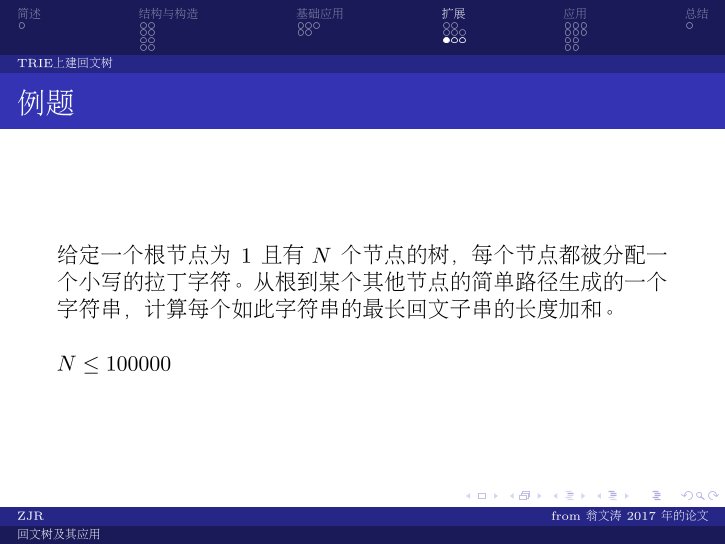 简述 结构与构造 基础应用 扩展 应用 总结
TRIE上建回文树
例题
给定一个根节点为 1 且有 N 个节点的树，每个节点都被分配一
个小写的拉丁字符。从根到某个其他节点的简单路径生成的一个
字符串，计算每个如此字符串的最长回文子串的长度加和。
N ≤ 100000
ZJR from 翁文涛 2017 年的论文
回文树及其应用